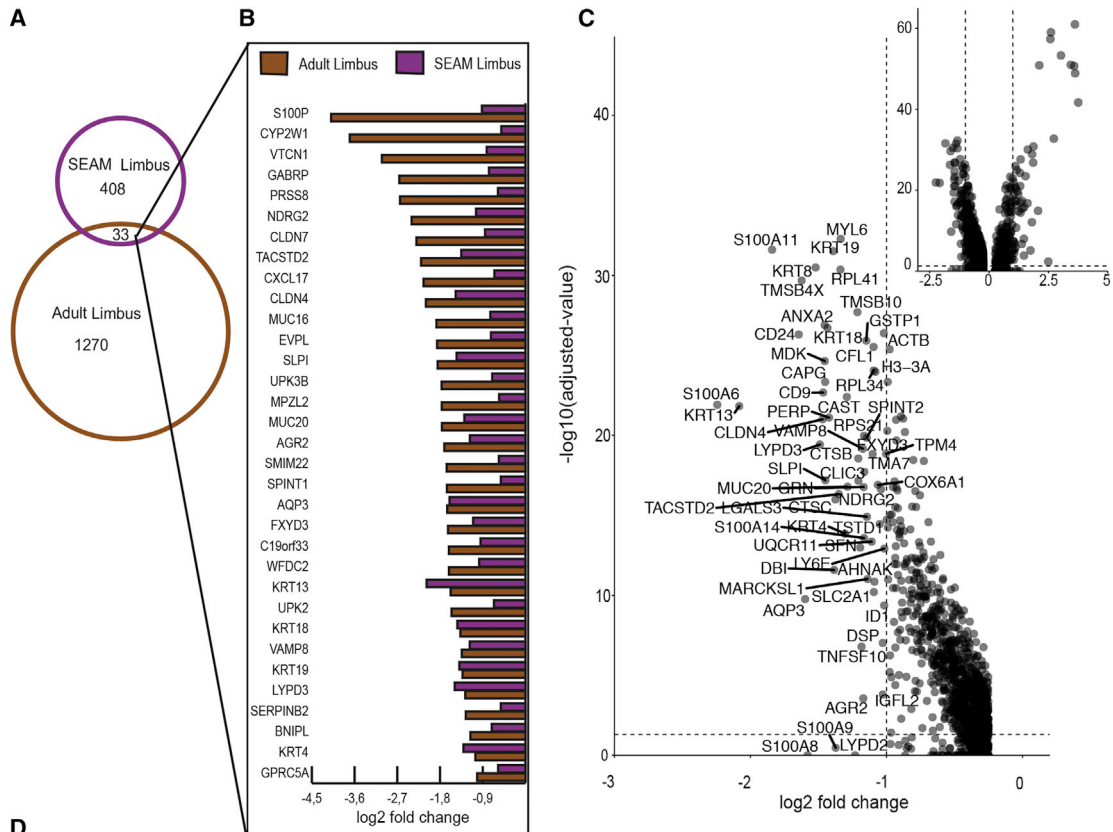 A
B
C
SEAM Limbus
408
33
Adult Limbus
1270
Adult Limbus
SEAM Limbus
S100P
CYP2W1
VTCN1
GABRP
PRSS8
NDRG2
CLDN7
TACSTD2
CXCL17
CLDN4
MUC16
EVPL
SLPI
UPK3B
MPZL2
MUC20
AGR2
SMIM22
SPINT1
AQP3
FXYD3
C19orf33
WFDC2
KRT13
UPK2
KRT18
VAMP8
KRT19
LYPD3
SERPINB2
BNIPL
KRT4
GPRC5A
-4,5 -3,6 -2,7 -1,8 -0,9
log2 fold change
-log10(adjusted-value)
40
30
20
10
0
MYL6
S100A11
KRT19
KRT8
RPL41
TMSB4X
TMSB10
ANXA2
GSTP1
CD24
KRT18
ACTB
MDK
CFL1
H3-3A
CAPG
RPL34
S100A6
CD9
KRT13
PERP
CAST
SPINT2
CLDN4
VAMP8
RPS21
LYPD3
CTSB
FXYD3
TPM4
SLPI
CLIC3
TMA7
MUC20
GRN
COX6A1
TACSTD2
LGALS3
CTSC
NDRG2
S100A14
KRT4
TSTD1
UQCR11
SFN
LY6E
DBI
AHNAK
MARCKSL1
SLC2A1
AQP3
ID1
DSP
TNFSF10
AGR2
IGFL2
S100A9
S100A8
LYPD2
-3 -2 -1 0
log2 fold change
60
40
20
0
-2.5 0 2.5 5
D